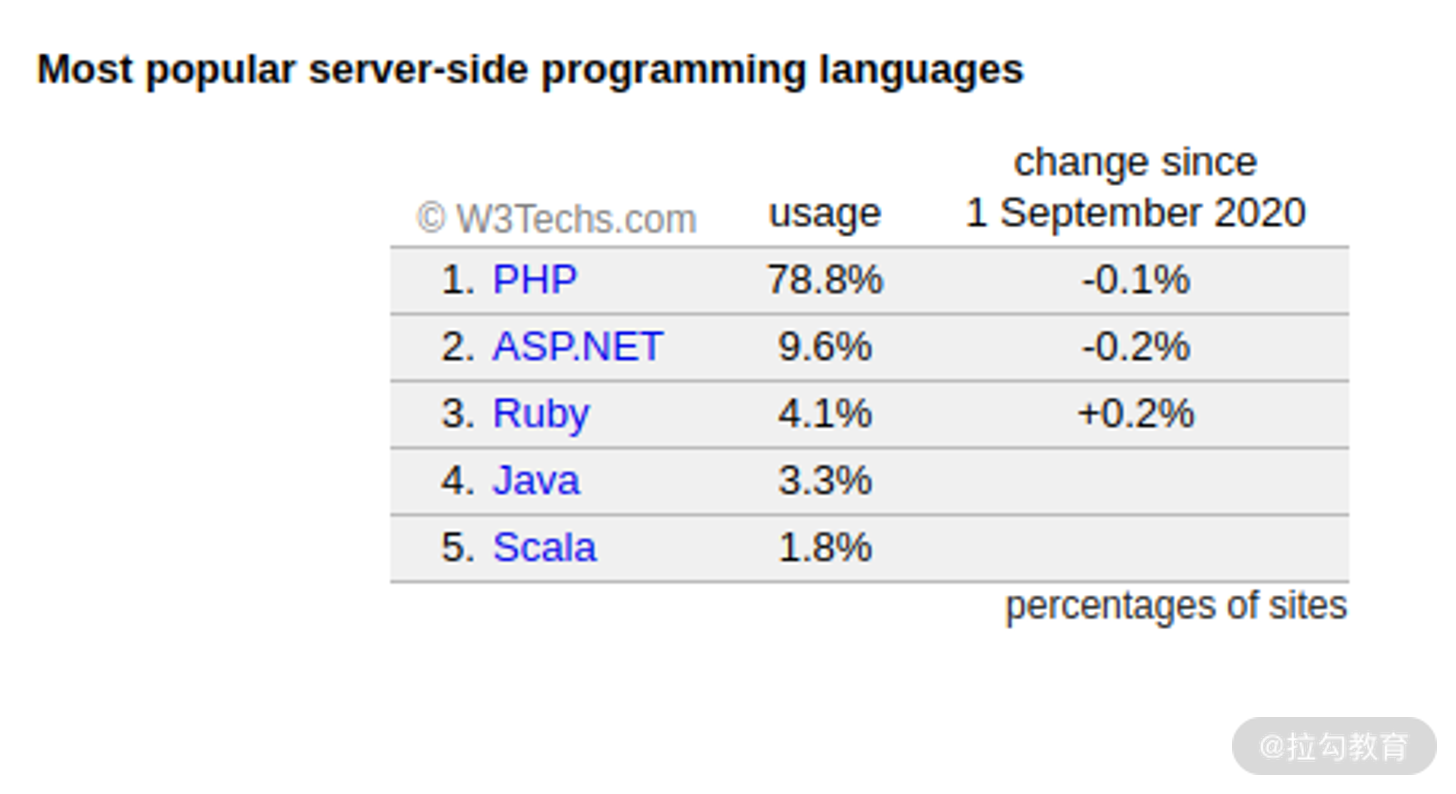 Most popular server-side programming languages
change since
© W3Techs.com usage 1 September 2020
1. PHP 78.8% -0.1%
2. ASP.NET 9.6% -0.2%
3. Ruby 4.1% +0.2%
4. Java 3.3%
5. Scala 1.8%
percentages of sites
@拉勾教育